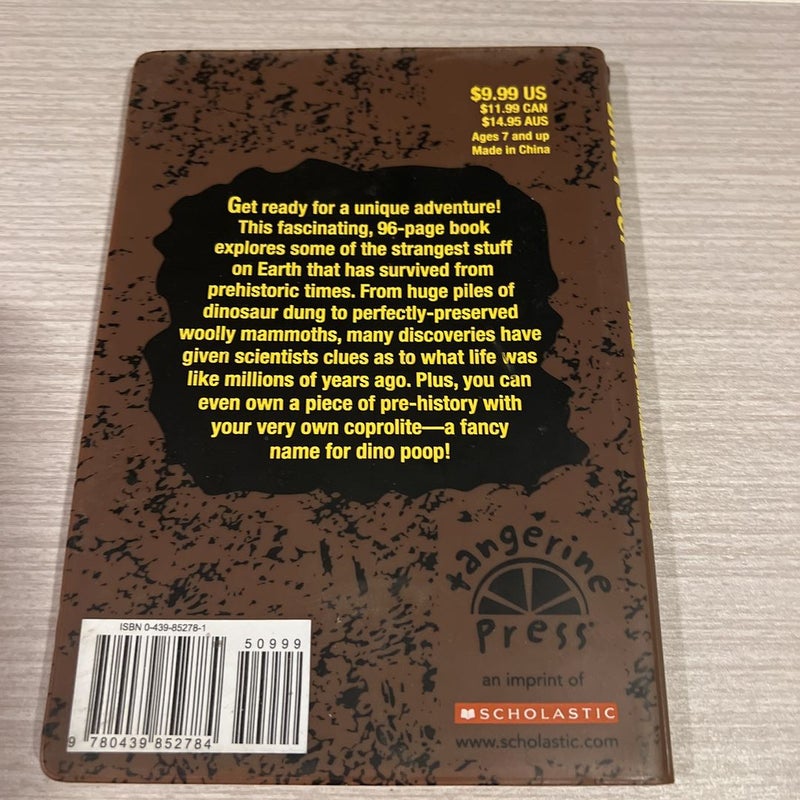 $9.99 US
$11.99 CAN
$14.95 AUS
Ages 7 and up
Made in China
Get ready for a unique adventure!
This fascinating, 96-page book
explores some of the strangest stuff
on Earth that has survived from
prehistoric times. From huge piles of
dinosaur dung to perfectly-preserved
woolly mammoths, many discoveries have
given scientists clues as to what life was
like millions of years ago. Plus, you can
even own a piece of pre-history with
your very own coprolite—a fancy
name for dino poop!
tangerine
press
an imprint of
SCHOLASTIC
www.scholastic.com
ISBN 0-439-85278-1
50999
9 780439 852784